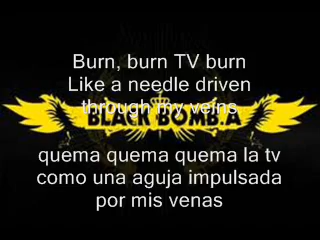 Burn, burn TV burn
Like a needle driven
through my veins
BLACK BOMB.A
quema quema quema la tv
como una aguja impulsada
por mis venas